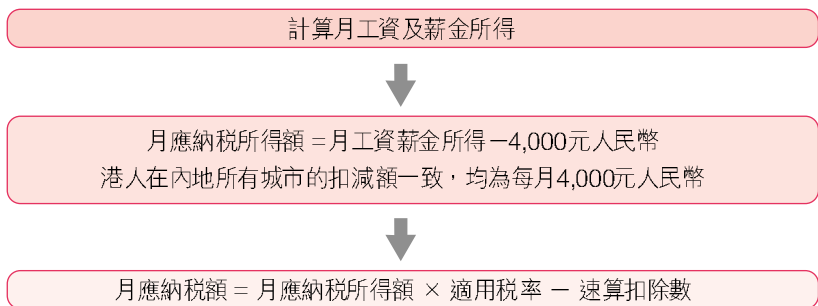 計算月工資及薪金所得
月應納稅所得額 = 月工資薪金所得 － 4,000元人民幣
港人在內地所有城市的扣減額一致，均為每月4,000元人民幣
月應納稅額 = 月應納稅所得額 × 適用稅率 － 速算扣除數